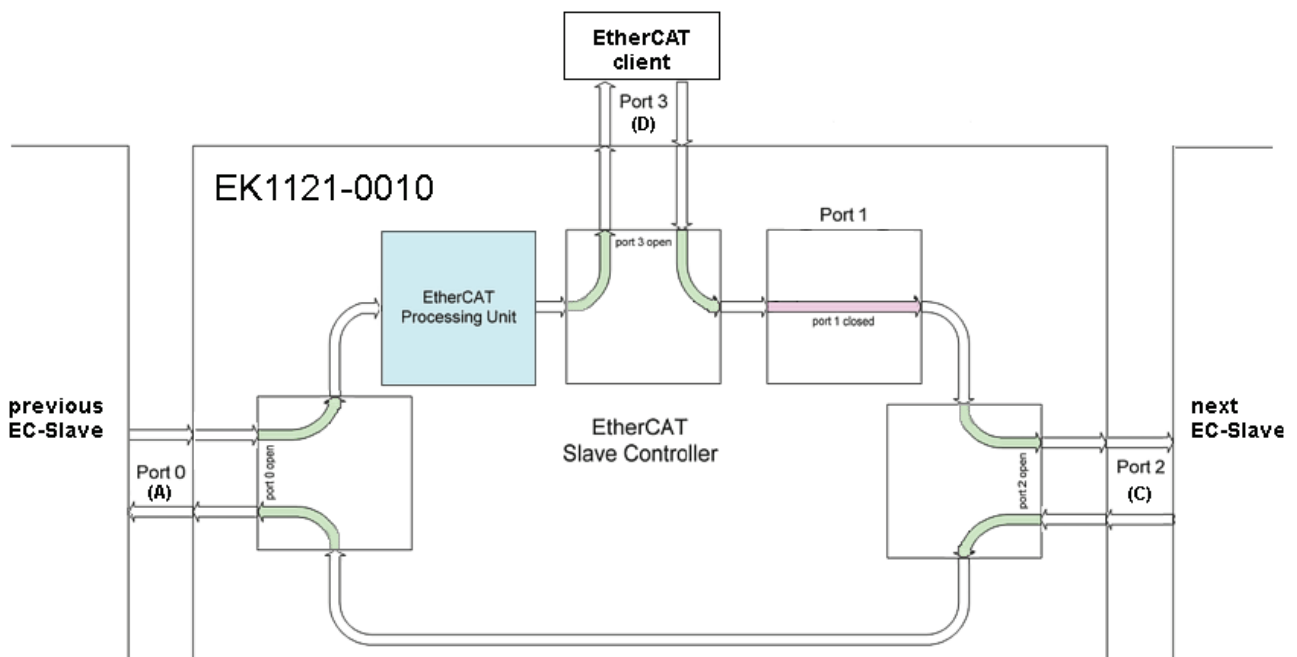 EtherCAT
client
Port 3
(D)
EK1121-0010
Port 1
port 3 open
EtherCAT
Processing Unit
port 1 closed
previous
EC-Slave
next
EC-Slave
EtherCAT
Slave Controller
Port 0
(A)
port 0 open
port 2 open
Port 2
(C)